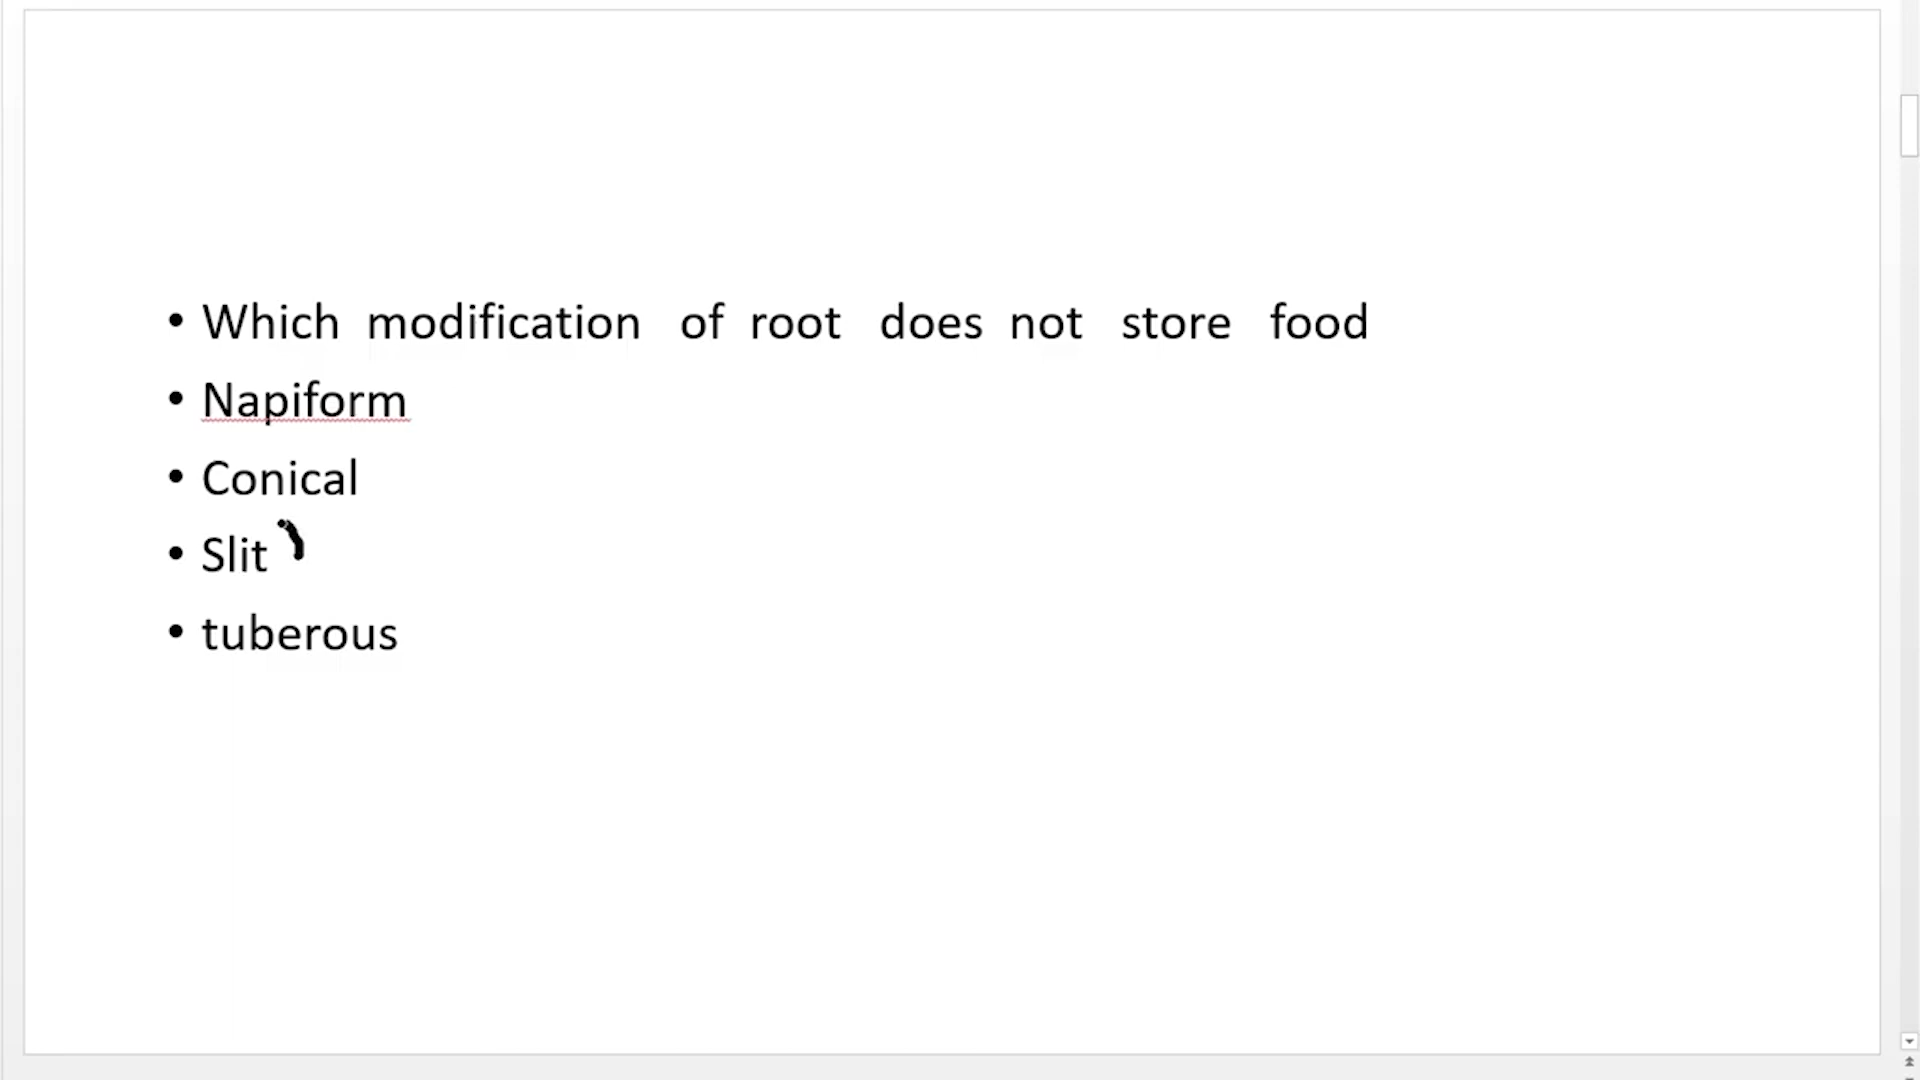 • Which modification of root does not store food
• Napiform
• Conical
• Slit
• tuberous